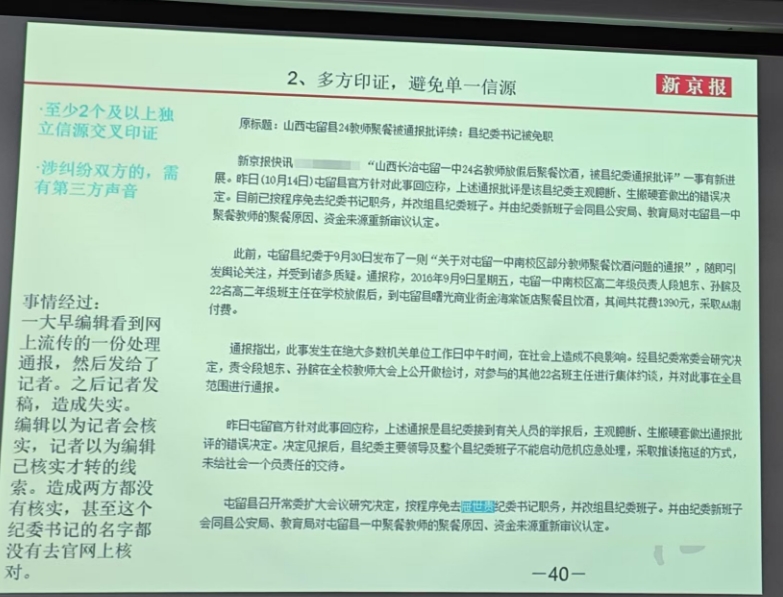 2、多方印证，避免单一信源
新京报
·至少2个及以上独
立信源交叉印证
·涉纠纷双方的，需
有第三方声音
事情经过：
一大早编辑看到网
上流传的一份处理
通报，然后发给了
记者。之后记者发
稿，造成失实。
编辑以为记者会核
实，记者以为编辑
已核实才转的线
索。造成两方都没
有核实，甚至这个
纪委书记的名字都
没有去官网上核
对。
原标题：山西屯留县24教师聚餐被通报批评续：县纪委书记被免职
新京报快讯 “山西长治屯留一中24名教师放假后聚餐饮酒，被县纪委通报批评”一事有新进
展。昨日(10月14日)屯留县官方针对此事回应称，上述通报批评是该县纪委主观臆断、生搬硬套做出的错误决
定。目前已按程序免去纪委书记职务，并改组县纪委班子。并由纪委新班子会同县公安局、教育局对屯留县一中
聚餐教师的聚餐原因、资金来源重新审议认定。
此前，屯留县纪委于9月30日发布了一则“关于对屯留一中南校区部分教师聚餐饮酒问题的通报”，随即引
发舆论关注，并受到诸多质疑。通报称，2016年9月9日星期五，屯留一中南校区高二年级负责人段旭东、孙膑及
22名高二年级班主任在学校放假后，到屯留县曙光商业街金海棠饭店聚餐且饮酒，其间共花费1390元，采取AA制
付费。
通报指出，此事发生在绝大多数机关单位工作日中午时间，在社会上造成不良影响。经县纪委常委会研究决
定，责令段旭东、孙膑在全校教师大会上公开做检讨，对参与的其他22名班主任进行集体约谈，并对此事在全县
范围进行通报。
昨日屯留官方针对此事回应称，上述通报是县纪委接到有关人员的举报后，主观臆断、生搬硬套做出通报批
评的错误决定。决定见报后，县纪委主要领导及整个县纪委班子不能启动危机应急处理，采取推诿拖延的方式，
未给社会一个负责任的交待。
屯留县召开常委扩大会议研究决定，按程序免去纪委书记职务，并改组县纪委班子。并由纪委新班子
会同县公安局、教育局对屯留县一中聚餐教师的聚餐原因、资金来源重新审议认定。
—40—